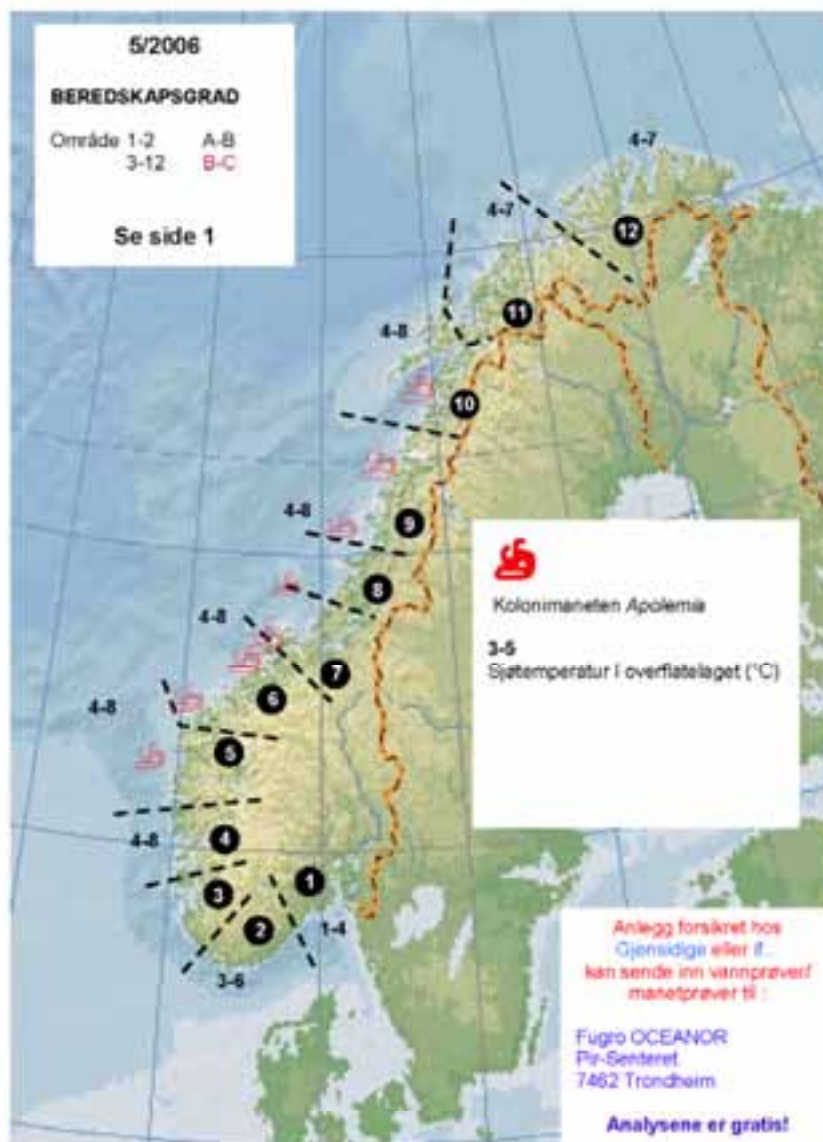 5/2006
BEREDSKAPSGRAD
Område 1-2 A-B
3-12 B-C
Se side 1
4-7
4-7
12
11
4-8
10
4-8
9
8
4-8
7
6
4-8
5
4-8
4
3
1
2
1-4
3-6
Kolonimaneten Apolemia
3-5
Sjøtemperatur i overflatelaget (°C)
Anlegg forsikret hos
Gjensidige eller If..
kan sende inn vannprøver/
manetprøver til :
Fugro OCEANOR
Pir-Senteret
7462 Trondheim
Analysene er gratis!